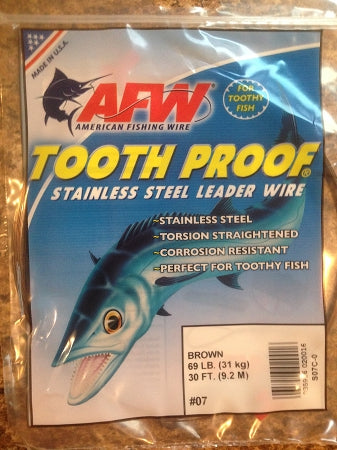 MADE IN U.S.A.
AFW
AMERICAN FISHING WIRE
FOR
TOOTHY
FISH
TOOTH PROOF®
STAINLESS STEEL LEADER WIRE
~STAINLESS STEEL
~TORSION STRAIGHTENED
~CORROSION RESISTANT
~PERFECT FOR TOOTHY FISH
BROWN
69 LB. (31 kg)
30 FT. (9.2 M)
#07
S07C-0